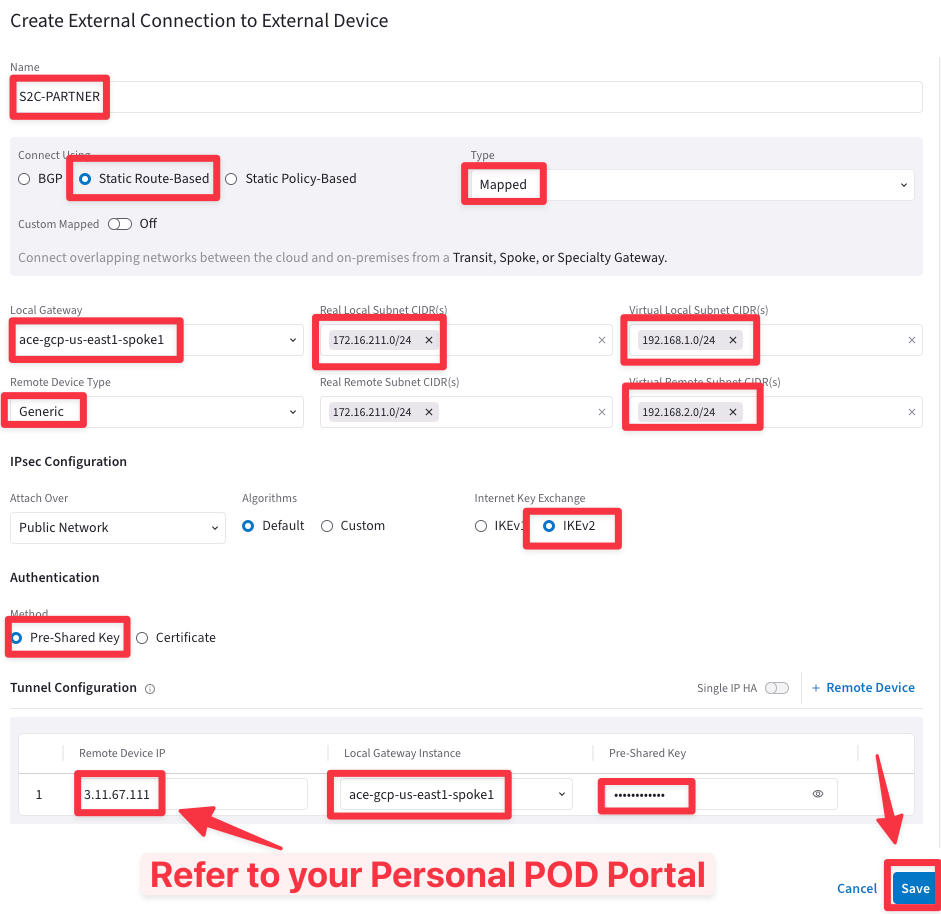 Create External Connection to External Device
Name
S2C-PARTNER
Connect Using
Type
BGP Static Route-Based Static Policy-Based
Mapped
Custom Mapped Off
Connect overlapping networks between the cloud and on-premises from a Transit, Spoke, or Specialty Gateway.
Local Gateway Real Local Subnet CIDR(s) Virtual Local Subnet CIDR(s)
ace-gcp-us-east1-spoke1 172.16.211.0/24 192.168.1.0/24
Remote Device Type Real Remote Subnet CIDR(s) Virtual Remote Subnet CIDR(s)
Generic 172.16.211.0/24 192.168.2.0/24
IPsec Configuration
Attach Over Algorithms Internet Key Exchange
Public Network Default Custom IKEv1 IKEv2
Authentication
Method
Pre-Shared Key Certificate
Tunnel Configuration Single IP HA + Remote Device
Remote Device IP Local Gateway Instance Pre-Shared Key
1 3.11.67.111 ace-gcp-us-east1-spoke1 ••••••••••••
Refer to your Personal POD Portal
Cancel Save